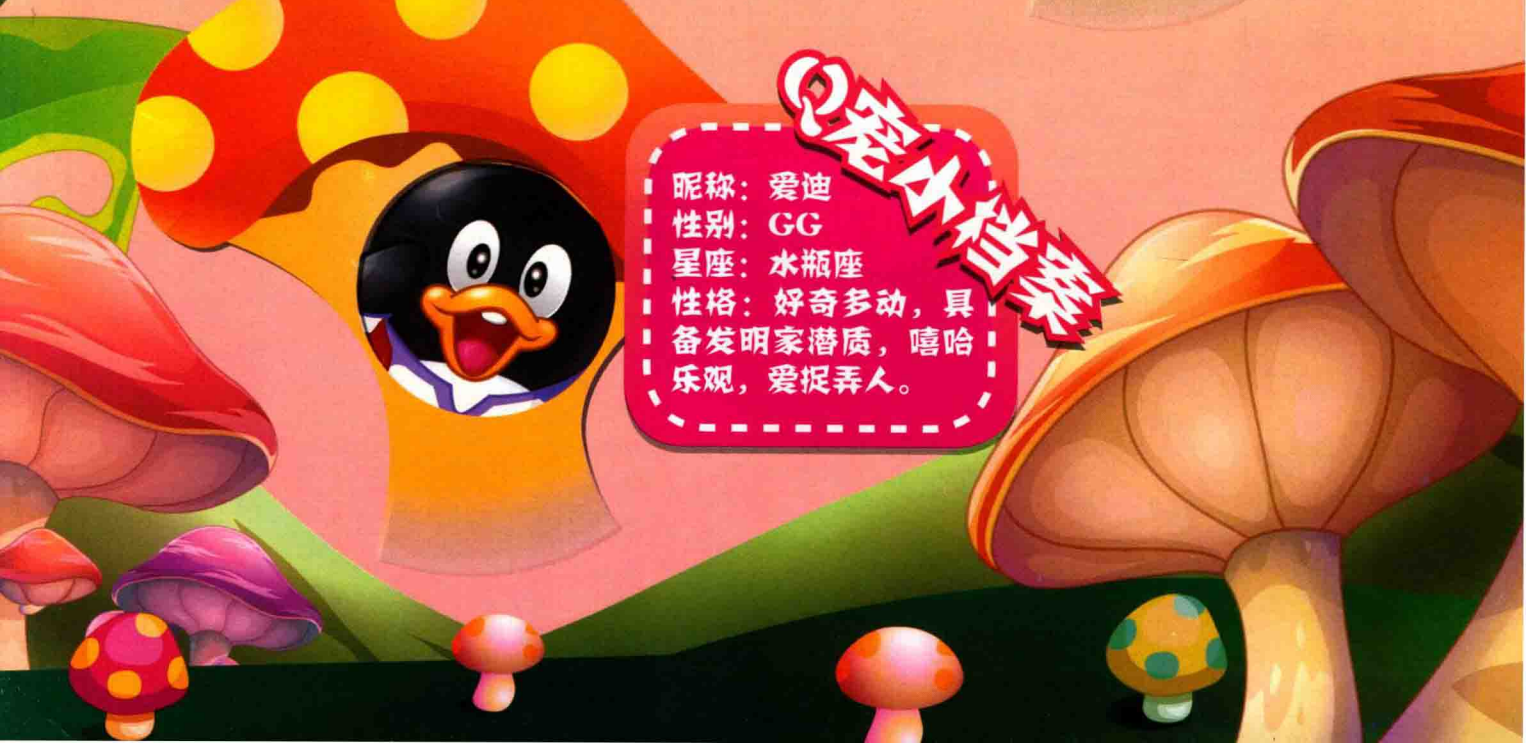 Q宠小档案
昵称：爱迪
性别：GG
星座：水瓶座
性格：好奇多动，具
备发明家潜质，嘻哈
乐观，爱捉弄人。